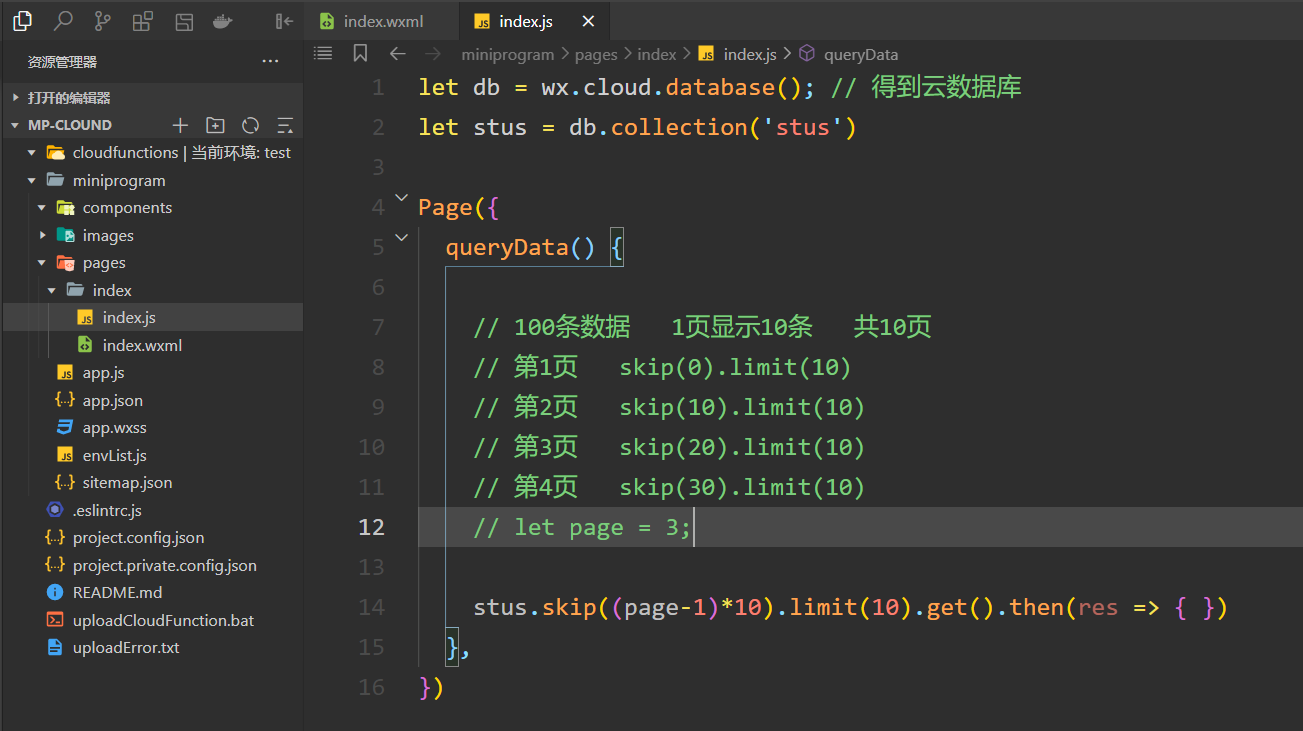 index.wxml
index.js
资源管理器
miniprogram > pages > index > index.js > queryData
打开的编辑器
MP-CLOUND
cloudfunctions | 当前环境: test
miniprogram
components
images
pages
index
index.js
index.wxml
app.js
app.json
app.wxss
envList.js
sitemap.json
.eslintrc.js
project.config.json
project.private.config.json
README.md
uploadCloudFunction.bat
uploadError.txt
1 let db = wx.cloud.database(); // 得到云数据库
2 let stus = db.collection('stus')
3
4 Page({
5 queryData() {
6
7 // 100条数据 1页显示10条 共10页
8 // 第1页 skip(0).limit(10)
9 // 第2页 skip(10).limit(10)
10 // 第3页 skip(20).limit(10)
11 // 第4页 skip(30).limit(10)
12 // let page = 3;
13
14 stus.skip((page-1)*10).limit(10).get().then(res => { })
15 },
16 })